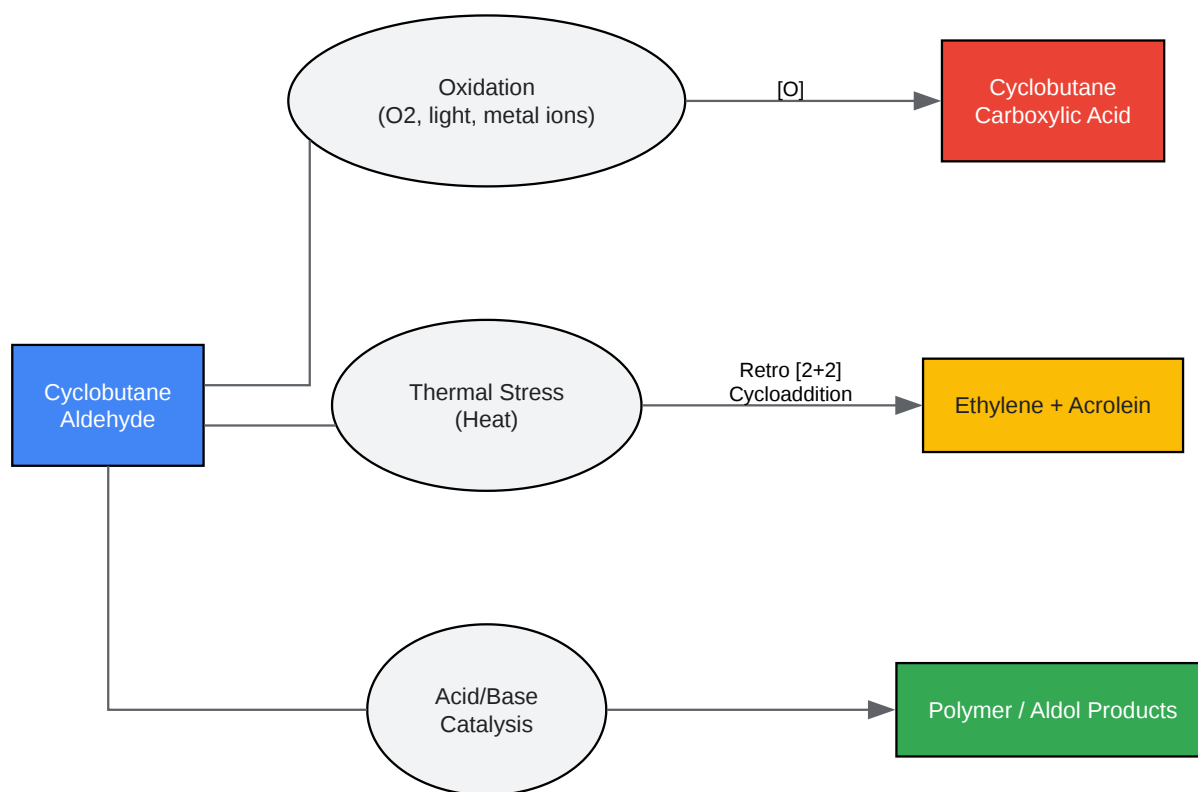 Oxidation
(O2, light, metal ions)
[O]
Cyclobutane
Carboxylic Acid
Cyclobutane
Aldehyde
Thermal Stress
(Heat)
Retro [2+2]
Cycloaddition
Ethylene + Acrolein
Acid/Base
Catalysis
Polymer / Aldol Products